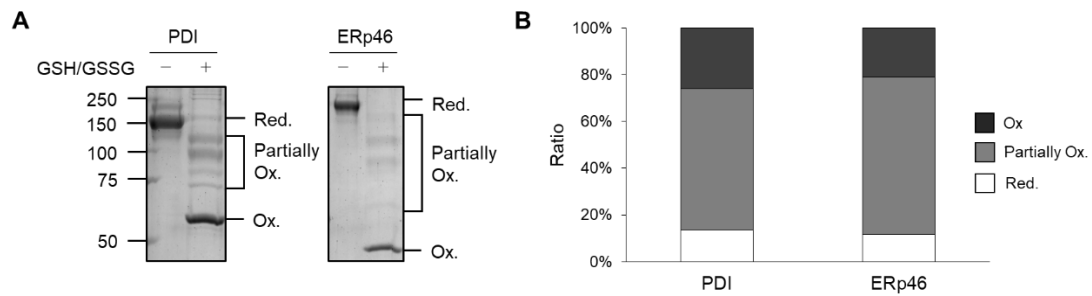 A
PDI
ERp46
GSH/GSSG − + − +
250
150
100
75
50
Red.
Partially
Ox.
Ox.
Red.
Partially
Ox.
Ox.
B
100%
80%
60%
40%
20%
0%
Ratio
PDI
ERp46
Ox
Partially Ox.
Red.